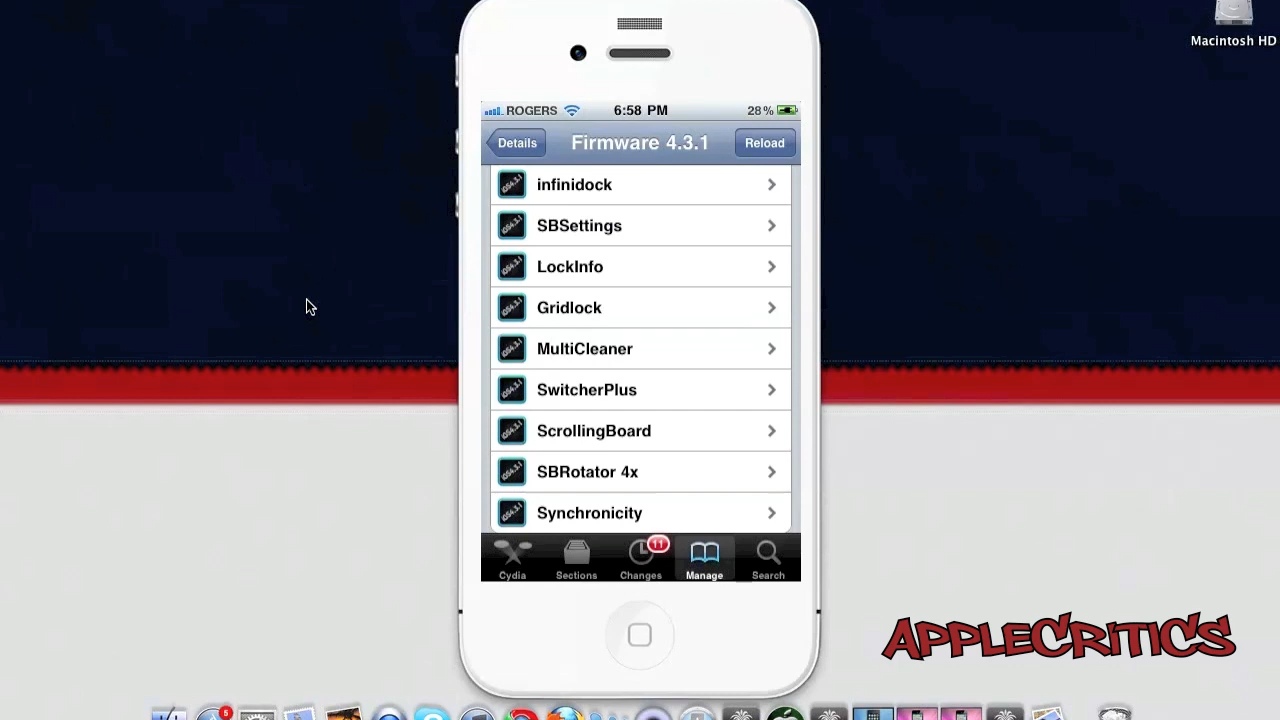 Macintosh HD
ROGERS 6:58 PM 28%
Details Firmware 4.3.1 Reload
infinidock
SBSettings
LockInfo
Gridlock
MultiCleaner
SwitcherPlus
ScrollingBoard
SBRotator 4x
Synchronicity
11
Cydia Sections Changes Manage Search
APPLECRITICS
5